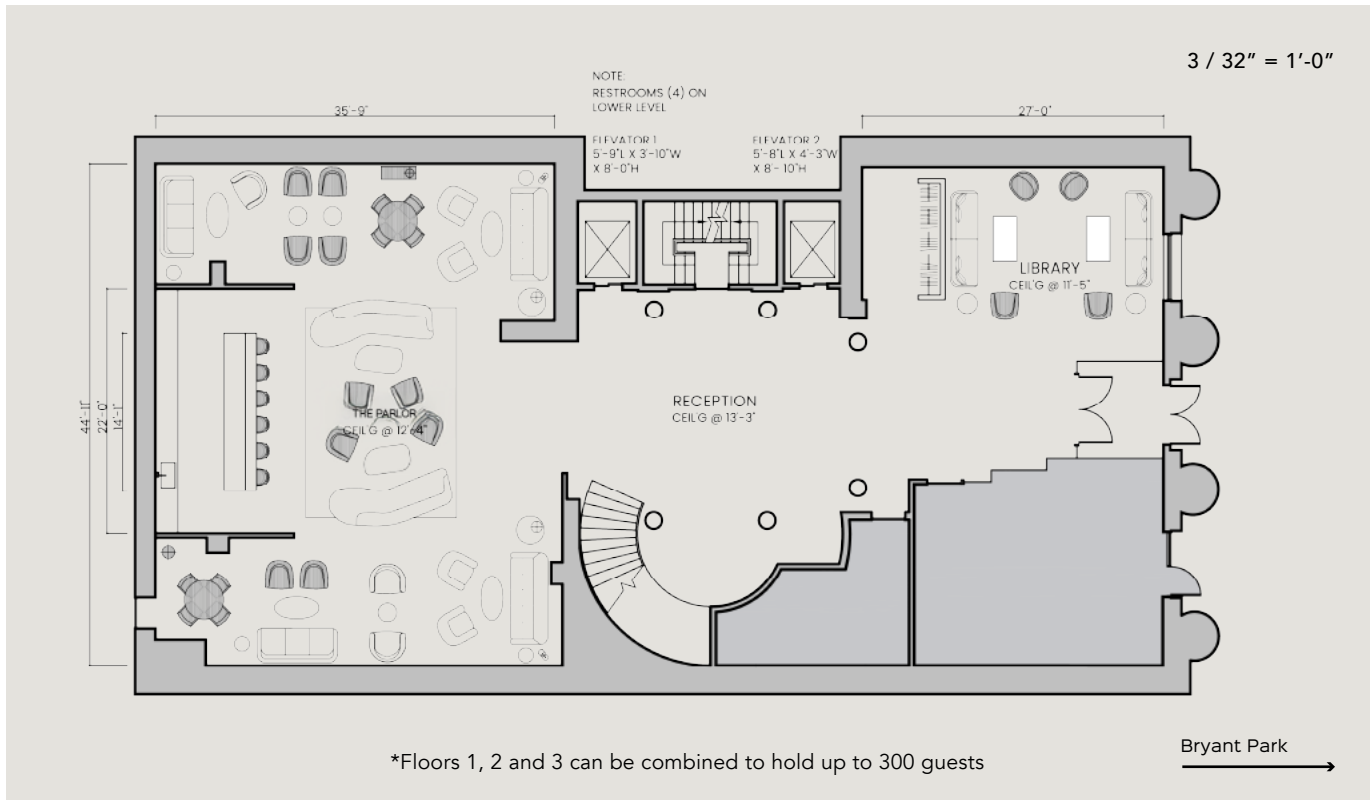 3 / 32" = 1'-0"
NOTE:
RESTROOMS (4) ON
LOWER LEVEL
35'-9"
27'-0"
ELEVATOR 1
5'-9"L X 3'-10"W
X 8'-0"H
ELEVATOR 2
5'-8"L X 4'-3"W
X 8'-10"H
LIBRARY
CEIL'G @ 11'-5"
44'-11"
22'-0"
14'-1"
THE PARLOR
CEIL'G @ 12'-4"
RECEPTION
CEIL'G @ 13'-3"
*Floors 1, 2 and 3 can be combined to hold up to 300 guests
Bryant Park